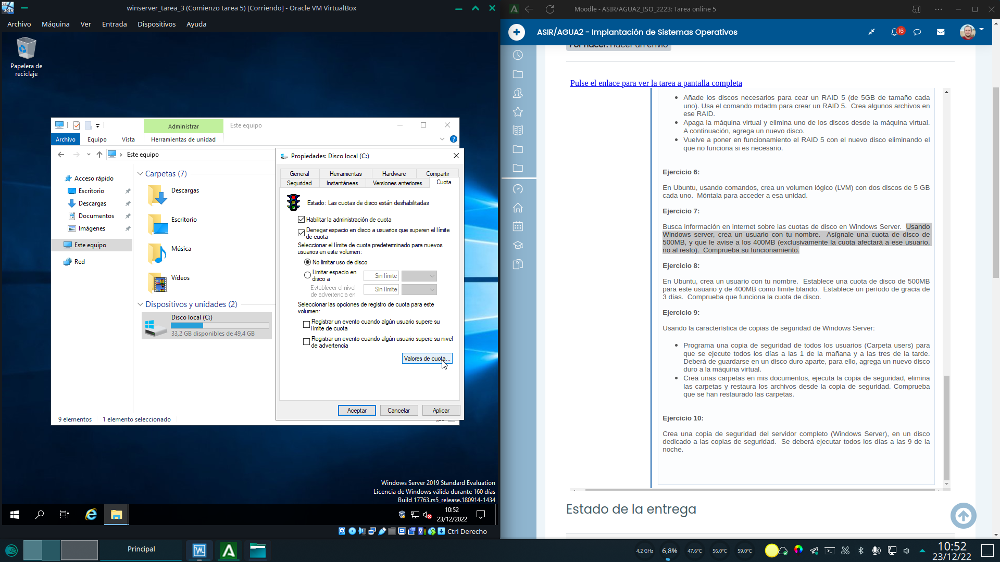 winserver_tarea_3 (Comienzo tarea 5) [Corriendo] - Oracle VM VirtualBox
Archivo
Máquina
Ver
Entrada
Dispositivos
Ayuda
Papelera de
reciclaje
Administrar
Este equipo
Archivo
Equipo
Vista
Herramientas de unidad
Este equipo
Acceso rápido
Escritorio
Descargas
Documentos
Imágenes
Este equipo
Red
Carpetas (7)
Descargas
Escritorio
Música
Vídeos
Dispositivos y unidades (2)
Disco local (C:)
33,2 GB disponibles de 49,4 GB
9 elementos
1 elemento seleccionado
Propiedades: Disco local (C:)
General
Herramientas
Hardware
Compartir
Seguridad
Instantáneas
Versiones anteriores
Cuota
Estado: Las cuotas de disco están deshabilitadas
Habilitar la administración de cuota
Denegar espacio en disco a usuarios que superen el límite
de cuota
Seleccionar el límite de cuota predeterminado para nuevos
usuarios en este volumen:
No limitar uso de disco
Limitar espacio en
disco a
Sin límite
Establecer el nivel
de advertencia en
Sin límite
Seleccionar las opciones de registro de cuota para este
volumen:
Registrar un evento cuando algún usuario supere su
límite de cuota
Registrar un evento cuando algún usuario supere su nivel
de advertencia
Valores de cuota...
Aceptar
Cancelar
Aplicar
Windows Server 2019 Standard Evaluation
Licencia de Windows válida durante 160 días
Build 17763.rs5_release.180914-1434
10:52
23/12/2022
Ctrl Derecho
Moodle - ASIR/AGUA2_ISO_2223: Tarea online 5
ASIR/AGUA2 - Implantación de Sistemas Operativos
16
Por hacer: Hacer un envío
Pulse el enlace para ver la tarea a pantalla completa
Añade los discos necesarios para cear un RAID 5 (de 5GB de tamaño cada
uno). Usa el comando mdadm para crear un RAID 5. Crea algunos archivos en
ese RAID.
Apaga la máquina virtual y elimina uno de los discos desde la máquina virtual.
A continuación, agrega un nuevo disco.
Vuelve a poner en funcionamiento el RAID 5 con el nuevo disco eliminando el
que no funciona si es necesario.
Ejercicio 6:
En Ubuntu, usando comandos, crea un volumen lógico (LVM) con dos discos de 5 GB
cada uno. Móntala para acceder a esa unidad.
Ejercicio 7:
Busca información en internet sobre las cuotas de disco en Windows Server. Usando
Windows server, crea un usuario con tu nombre. Asígnale una cuota de disco de
500MB, y que le avise a los 400MB (exclusivamente la cuota afectará a ese usuario,
no al resto). Comprueba su funcionamiento.
Ejercicio 8:
En Ubuntu, crea un usuario con tu nombre. Establece una cuota de disco de 500MB
para este usuario y de 400MB como límite blando. Establece un período de gracia de
3 días. Comprueba que funciona la cuota de disco.
Ejercicio 9:
Usando la característica de copias de seguridad de Windows Server:
Programa una copia de seguridad de todos los usuarios (Carpeta users) para
que se ejecute todos los días a las 1 de la mañana y a las tres de la tarde.
Deberá de guardarse en un disco duro aparte, para ello, agrega un nuevo disco
duro a la máquina virtual.
Crea unas carpetas en mis documentos, ejecuta la copia de seguridad, elimina
las carpetas y restaura los archivos desde la copia de seguridad. Comprueba
que se han restaurado las carpetas.
Ejercicio 10:
Crea una copia de seguridad del servidor completo (Windows Server), en un disco
dedicado a las copias de seguridad. Se deberá ejecutar todos los días a las 9 de la
noche.
Estado de la entrega
Principal
4,2 GHz
6,8%
47,6°C
56,0°C
59,0°C
10:52
23/12/22